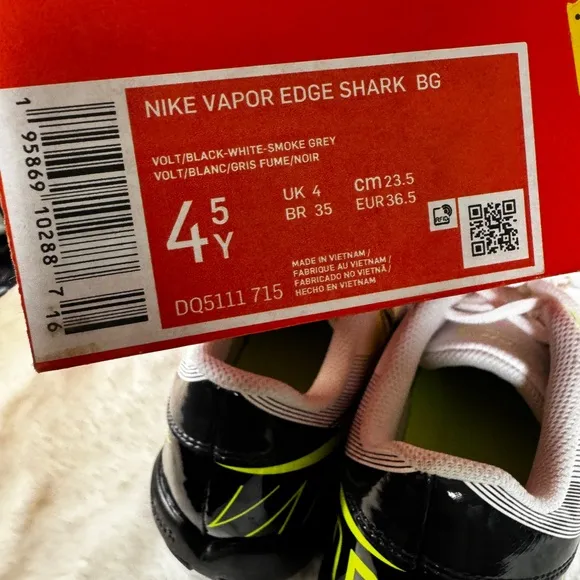 NIKE VAPOR EDGE SHARK BG
VOLT/BLACK-WHITE-SMOKE GREY
VOLT/BLANC/GRIS FUME/NOIR
4 5Y
UK 4 cm 23.5
BR 35 EUR 36.5
MADE IN VIETNAM /
FABRIQUE AU VIETNAM /
FABRICADO NO VIETNÃ /
HECHO EN VIETNAM
DQ5111 715
RFID
1 95869 10288 7 16